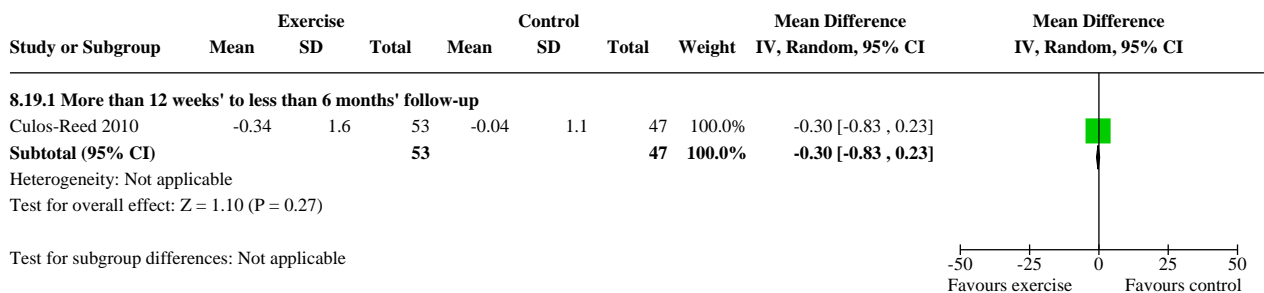 Exercise Control Mean Difference Mean Difference
Study or Subgroup Mean SD Total Mean SD Total Weight IV, Random, 95% CI IV, Random, 95% CI
8.19.1 More than 12 weeks' to less than 6 months' follow-up
Culos-Reed 2010 -0.34 1.6 53 -0.04 1.1 47 100.0% -0.30 [-0.83 , 0.23]
Subtotal (95% CI) 53 47 100.0% -0.30 [-0.83 , 0.23]
Heterogeneity: Not applicable
Test for overall effect: Z = 1.10 (P = 0.27)
Test for subgroup differences: Not applicable
-50 -25 0 25 50
Favours exercise Favours control